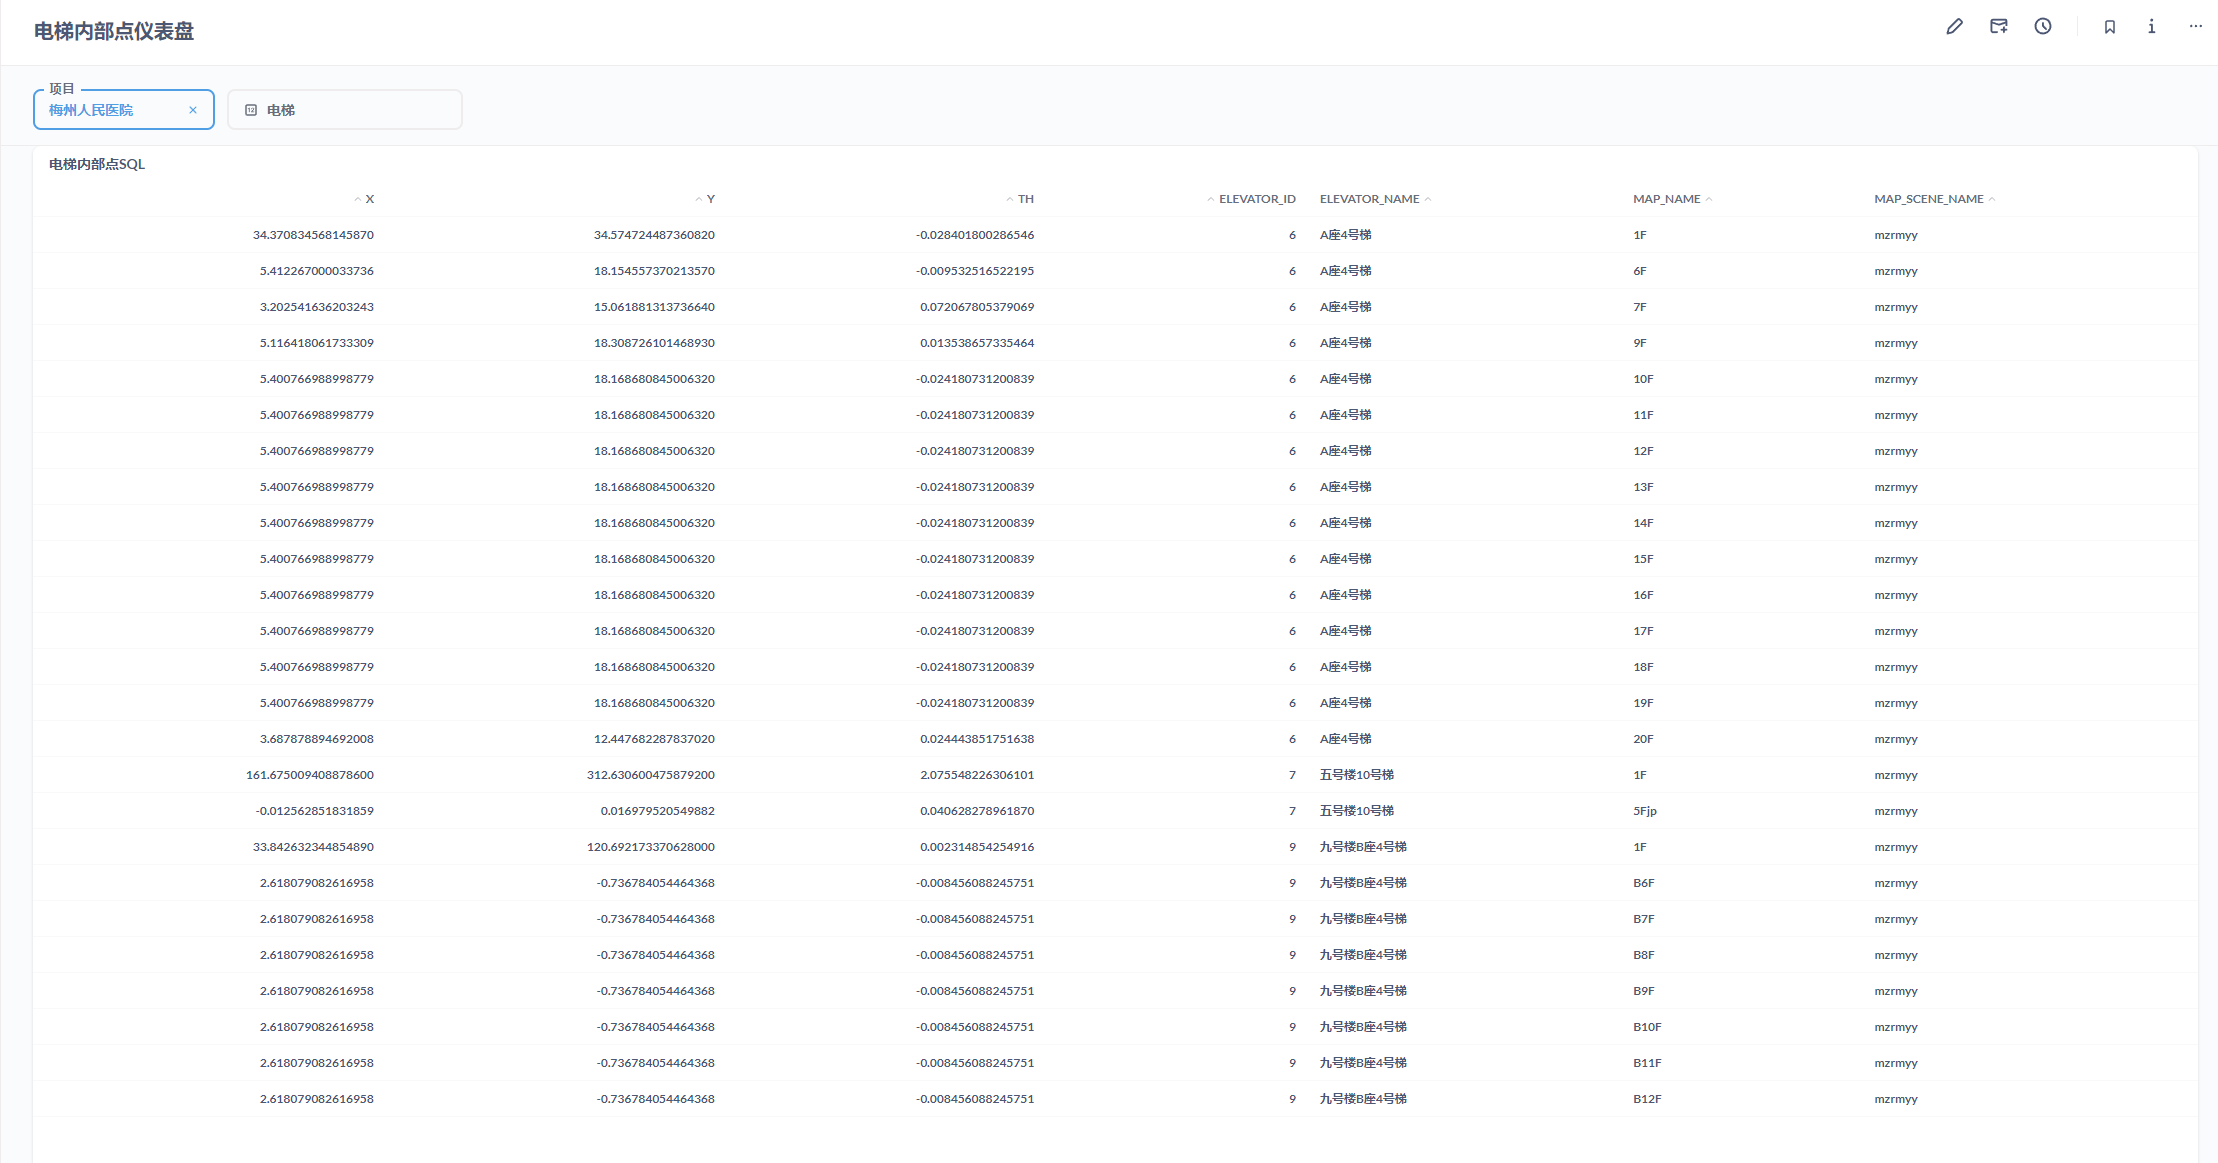 电梯内部点仪表盘
项目
梅州人民医院
电梯
电梯内部点SQL
X Y TH ELEVATOR_ID ELEVATOR_NAME MAP_NAME MAP_SCENE_NAME
34.370834568145870 34.574724487360820 -0.028401800286546 6 A座4号梯 1F mzrmyy
5.412267000033736 18.154557370213570 -0.009532516522195 6 A座4号梯 6F mzrmyy
3.202541636203243 15.061881313736640 0.072067805379069 6 A座4号梯 7F mzrmyy
5.116418061733309 18.308726101468930 0.013538657335464 6 A座4号梯 9F mzrmyy
5.400766988998779 18.168680845006320 -0.024180731200839 6 A座4号梯 10F mzrmyy
5.400766988998779 18.168680845006320 -0.024180731200839 6 A座4号梯 11F mzrmyy
5.400766988998779 18.168680845006320 -0.024180731200839 6 A座4号梯 12F mzrmyy
5.400766988998779 18.168680845006320 -0.024180731200839 6 A座4号梯 13F mzrmyy
5.400766988998779 18.168680845006320 -0.024180731200839 6 A座4号梯 14F mzrmyy
5.400766988998779 18.168680845006320 -0.024180731200839 6 A座4号梯 15F mzrmyy
5.400766988998779 18.168680845006320 -0.024180731200839 6 A座4号梯 16F mzrmyy
5.400766988998779 18.168680845006320 -0.024180731200839 6 A座4号梯 17F mzrmyy
5.400766988998779 18.168680845006320 -0.024180731200839 6 A座4号梯 18F mzrmyy
5.400766988998779 18.168680845006320 -0.024180731200839 6 A座4号梯 19F mzrmyy
3.687878894692008 12.447682287837020 0.024443851751638 6 A座4号梯 20F mzrmyy
161.675009408878600 312.630600475879200 2.075548226306101 7 五号楼10号梯 1F mzrmyy
-0.012562851831859 0.016979520549882 0.040628278961870 7 五号楼10号梯 5Fjp mzrmyy
33.842632344854890 120.692173370628000 0.002314854254916 9 九号楼B座4号梯 1F mzrmyy
2.618079082616958 -0.736784054464368 -0.008456088245751 9 九号楼B座4号梯 B6F mzrmyy
2.618079082616958 -0.736784054464368 -0.008456088245751 9 九号楼B座4号梯 B7F mzrmyy
2.618079082616958 -0.736784054464368 -0.008456088245751 9 九号楼B座4号梯 B8F mzrmyy
2.618079082616958 -0.736784054464368 -0.008456088245751 9 九号楼B座4号梯 B9F mzrmyy
2.618079082616958 -0.736784054464368 -0.008456088245751 9 九号楼B座4号梯 B10F mzrmyy
2.618079082616958 -0.736784054464368 -0.008456088245751 9 九号楼B座4号梯 B11F mzrmyy
2.618079082616958 -0.736784054464368 -0.008456088245751 9 九号楼B座4号梯 B12F mzrmyy